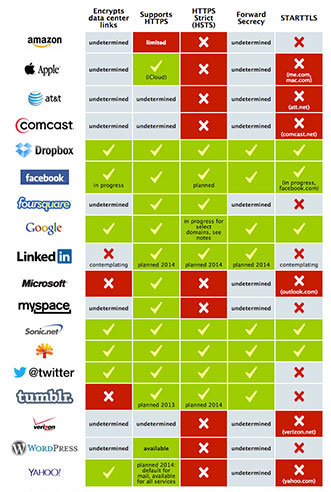 Encrypts data center links Supports HTTPS HTTPS Strict (HSTS) Forward Secrecy STARTTLS
amazon undetermined limited undetermined
Apple undetermined (iCloud) undetermined (me.com, mac.com)
at&t undetermined undetermined undetermined (att.net)
COMCAST undetermined undetermined undetermined (comcast.net)
Dropbox
facebook in progress planned (in progress, facebook.com)
foursquare undetermined undetermined
Google in progress for select domains, see notes
LinkedIn contemplating planned 2014 planned 2014 planned 2014 contemplating
Microsoft undetermined (outlook.com)
myspace undetermined undetermined
Sonic.net
@twitter
tumblr. planned 2013 planned 2014
verizon undetermined undetermined undetermined (verizon.net)
WORDPRESS undetermined available undetermined
YAHOO! planned 2014: default for mail, available for all services undetermined (yahoo.com)